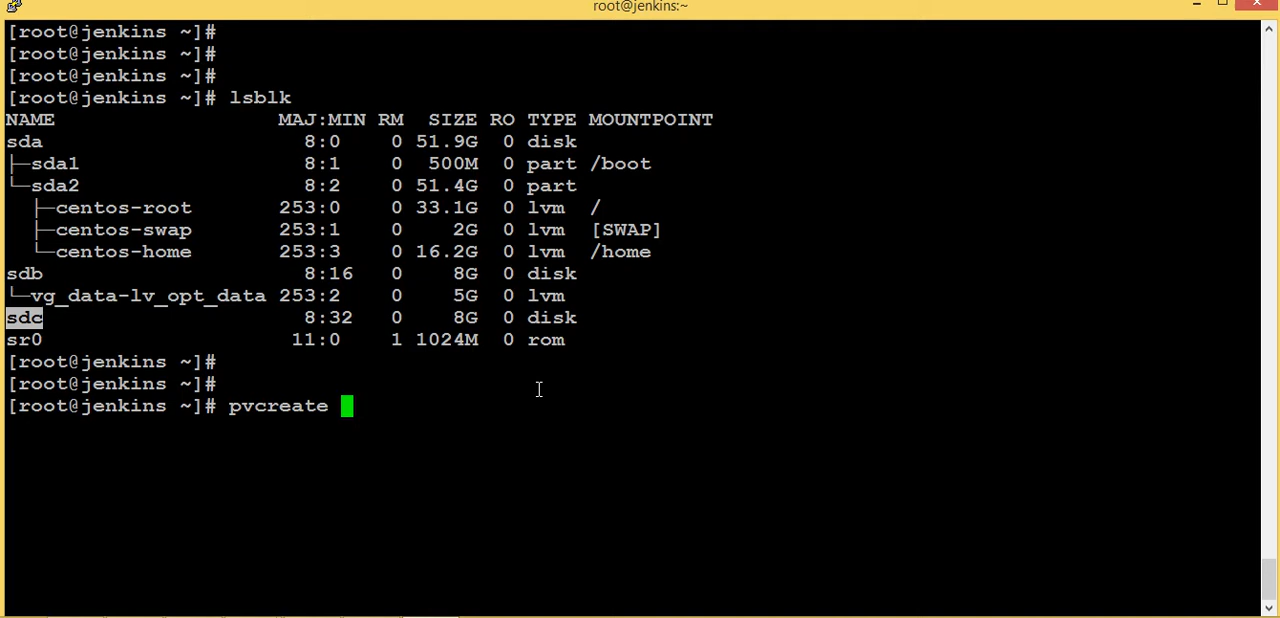 root@jenkins:~
[root@jenkins ~]#
[root@jenkins ~]#
[root@jenkins ~]#
[root@jenkins ~]# lsblk
NAME                  MAJ:MIN RM  SIZE RO TYPE MOUNTPOINT
sda                     8:0    0 51.9G  0 disk
├─sda1                  8:1    0  500M  0 part /boot
└─sda2                  8:2    0 51.4G  0 part
  ├─centos-root       253:0    0 33.1G  0 lvm  /
  ├─centos-swap       253:1    0    2G  0 lvm  [SWAP]
  └─centos-home       253:3    0 16.2G  0 lvm  /home
sdb                     8:16   0    8G  0 disk
└─vg_data-lv_opt_data 253:2    0    5G  0 lvm
sdc                     8:32   0    8G  0 disk
sr0                    11:0    1 1024M  0 rom
[root@jenkins ~]#
[root@jenkins ~]#
[root@jenkins ~]# pvcreate